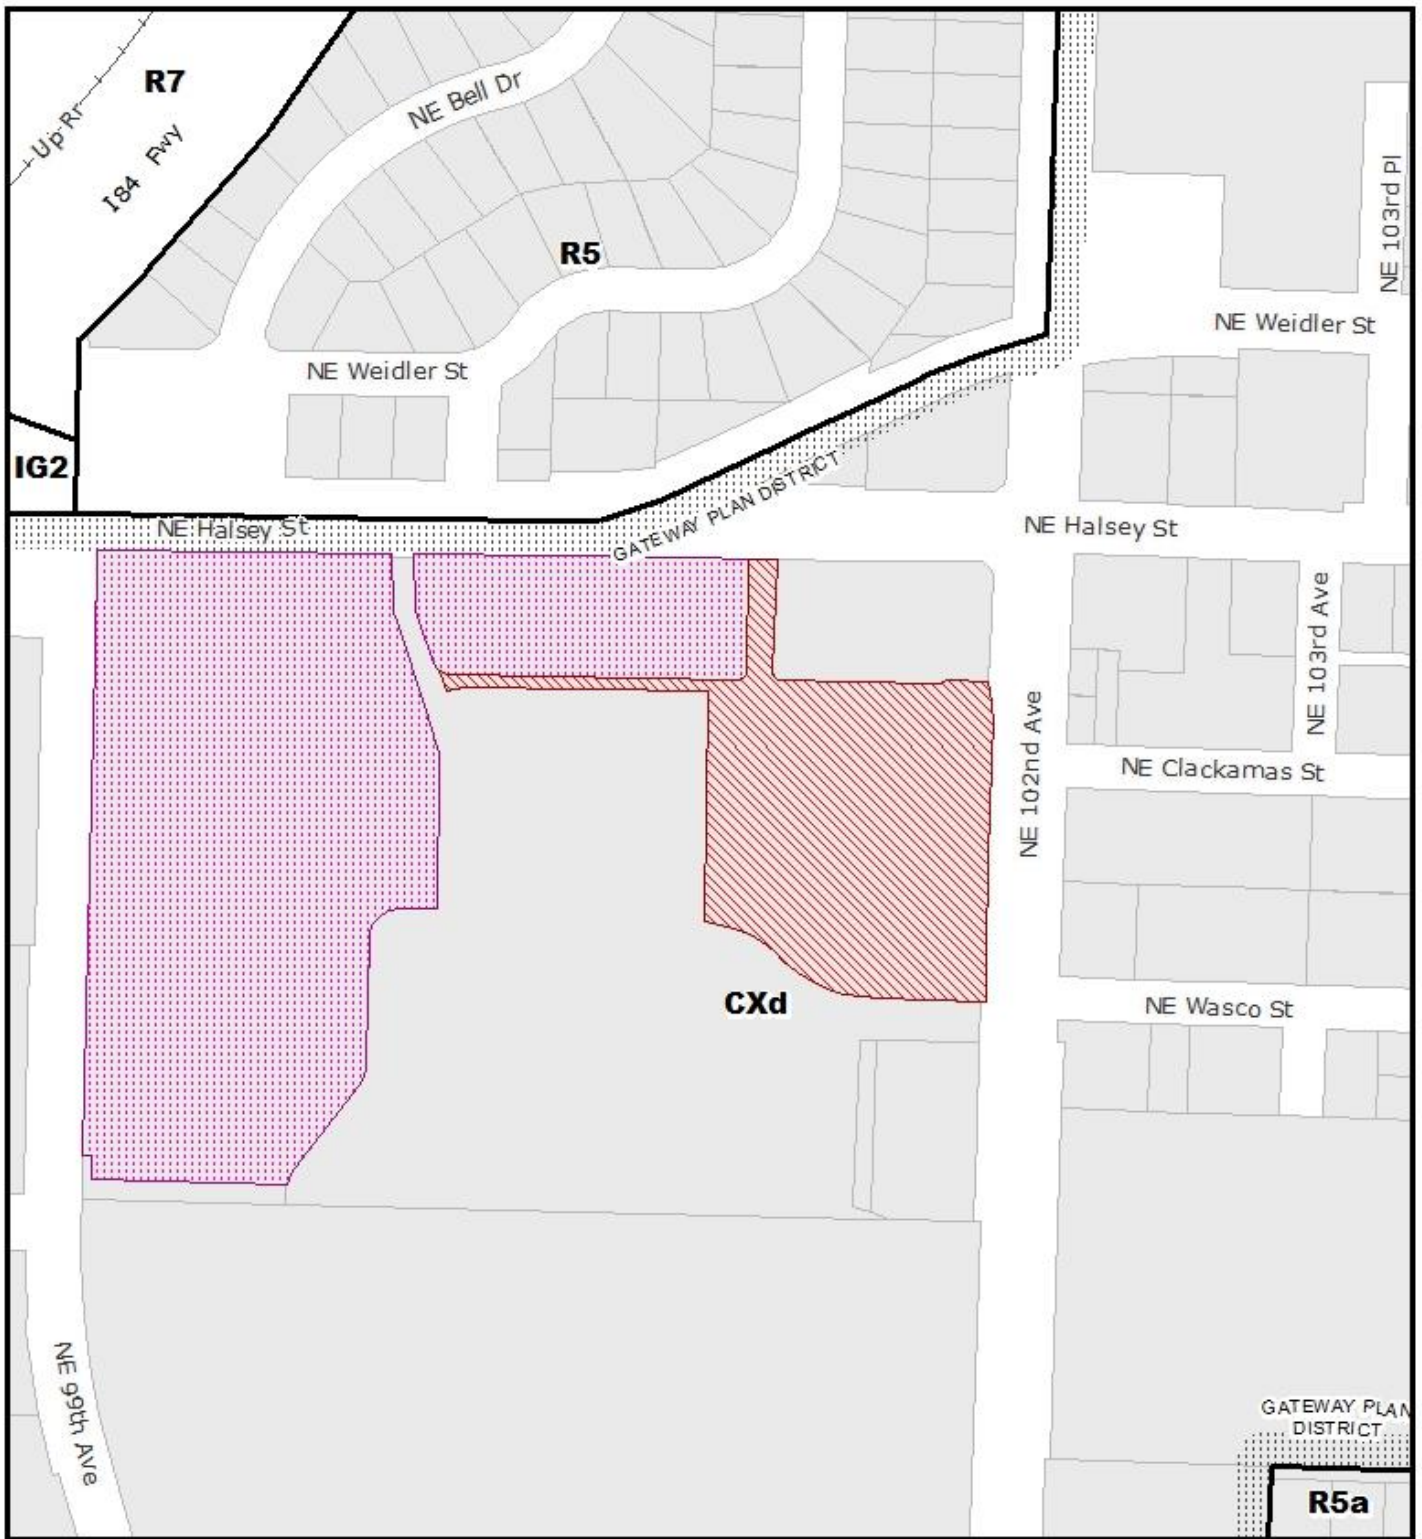 R7
Up Rr
I84 Fwy
NE Bell Dr
NE 103rd Pl
R5
NE Weidler St
NE Weidler St
IG2
NE Halsey St
GATEWAY PLAN DISTRICT
NE Halsey St
NE 103rd Ave
NE 102nd Ave
NE Clackamas St
CXd
NE Wasco St
NE 99th Ave
GATEWAY PLAN
DISTRICT
R5a